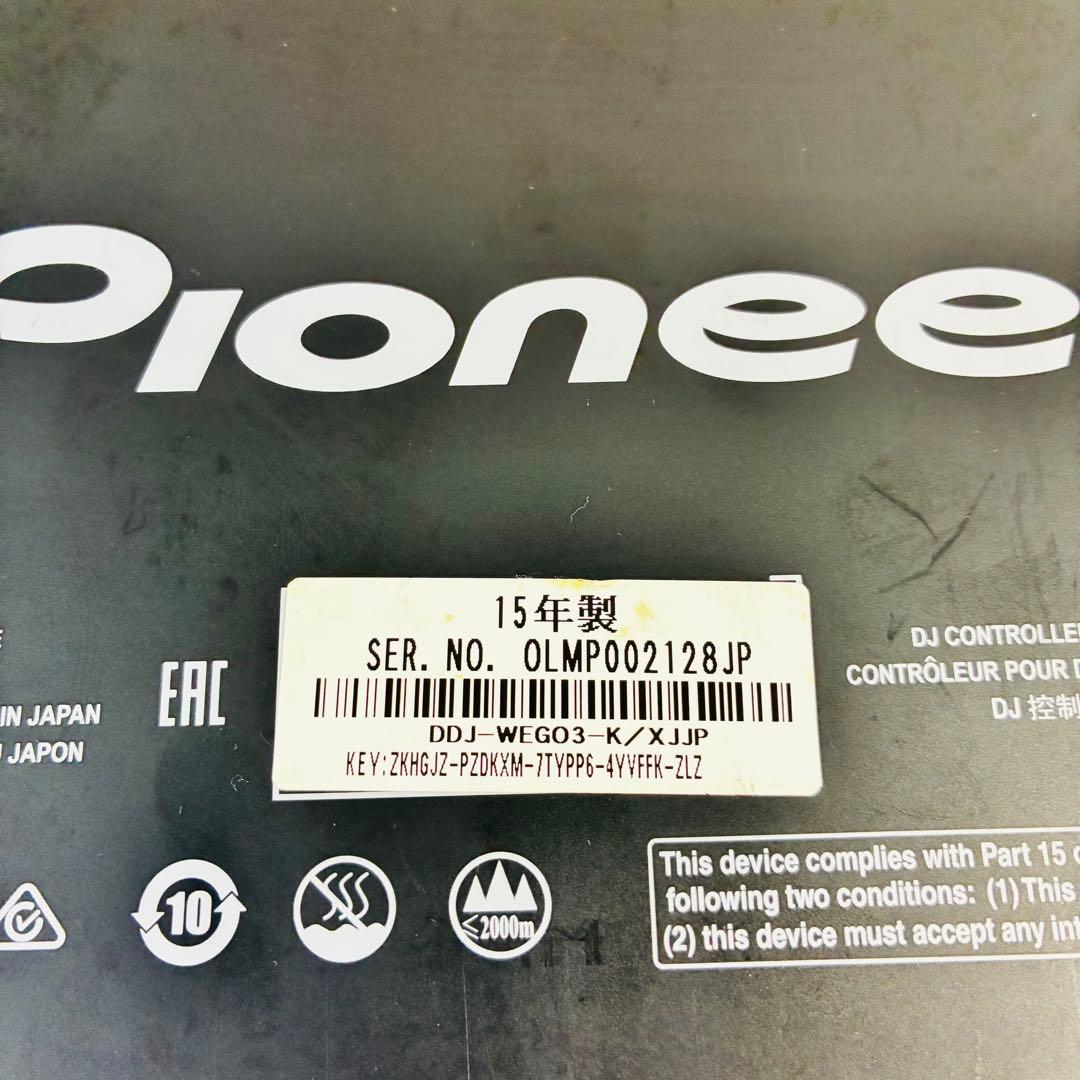 Pioneer
15年製
SER. NO. OLMP002128JP
DDJ-WEGO3-K/XJJP
KEY:ZKHGJZ-PZDKXM-7TYPP6-4YVFFK-ZLZ
EAC
IN JAPAN
JAPON
DJ CONTROLLE
CONTRÔLEUR POUR D
DJ 控制
10
≤2000m
This device complies with Part 15
following two conditions: (1) This
(2) this device must accept any int